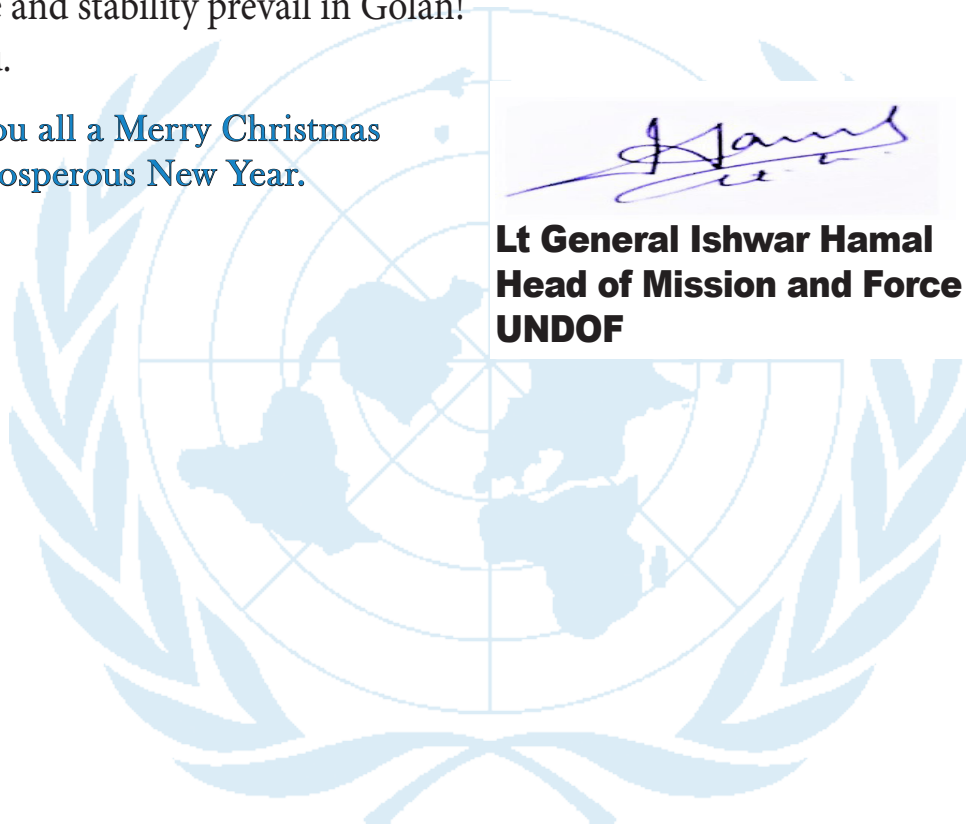 e and stability prevail in Golan!
.
ou all a Merry Christmas
osperous New Year.
Lt General Ishwar Hamal
Head of Mission and Force
UNDOF